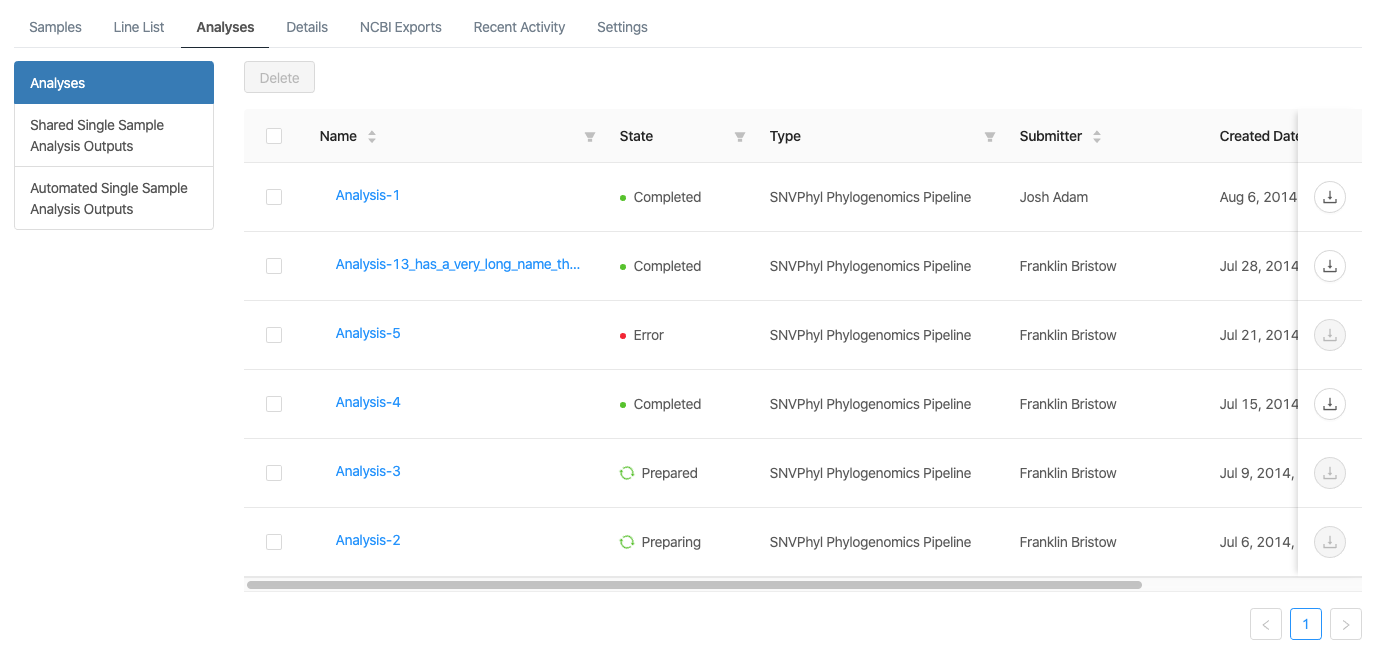 Samples Line List Analyses Details NCBI Exports Recent Activity Settings
Analyses
Shared Single Sample
Analysis Outputs
Automated Single Sample
Analysis Outputs
Delete
Name State Type Submitter Created Date
Analysis-1 Completed SNVPhyl Phylogenomics Pipeline Josh Adam Aug 6, 2014
Analysis-13_has_a_very_long_name_th... Completed SNVPhyl Phylogenomics Pipeline Franklin Bristow Jul 28, 2014
Analysis-5 Error SNVPhyl Phylogenomics Pipeline Franklin Bristow Jul 21, 2014
Analysis-4 Completed SNVPhyl Phylogenomics Pipeline Franklin Bristow Jul 15, 2014
Analysis-3 Prepared SNVPhyl Phylogenomics Pipeline Franklin Bristow Jul 9, 2014,
Analysis-2 Preparing SNVPhyl Phylogenomics Pipeline Franklin Bristow Jul 6, 2014,
< 1 >